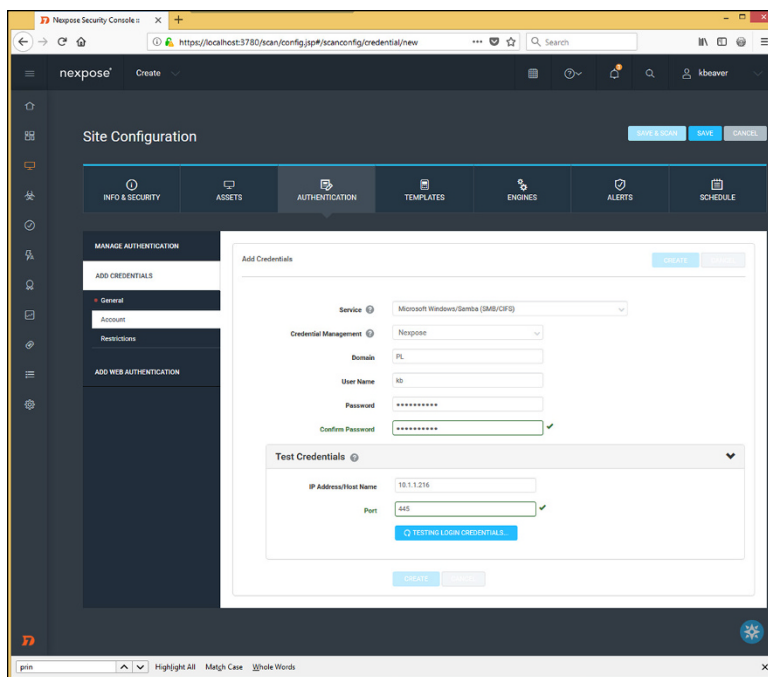 Nexpose Security Console ::
https://localhost:3780/scan/config.jsp#/scanconfig/credential/new
Search
nexpose®
Create
kbeaver
Site Configuration
SAVE & SCAN
SAVE
CANCEL
INFO & SECURITY
ASSETS
AUTHENTICATION
TEMPLATES
ENGINES
ALERTS
SCHEDULE
MANAGE AUTHENTICATION
ADD CREDENTIALS
General
Account
Restrictions
ADD WEB AUTHENTICATION
Add Credentials
CREATE
Service
Microsoft Windows/Samba (SMB/CIFS)
Credential Management
Nexpose
Domain
PL
User Name
kb
Password
**********
Confirm Password
**********
Test Credentials
IP Address/Host Name
10.1.1.216
Port
445
TESTING LOGIN CREDENTIALS...
CREATE
prin
Highlight All
Match Case
Whole Words